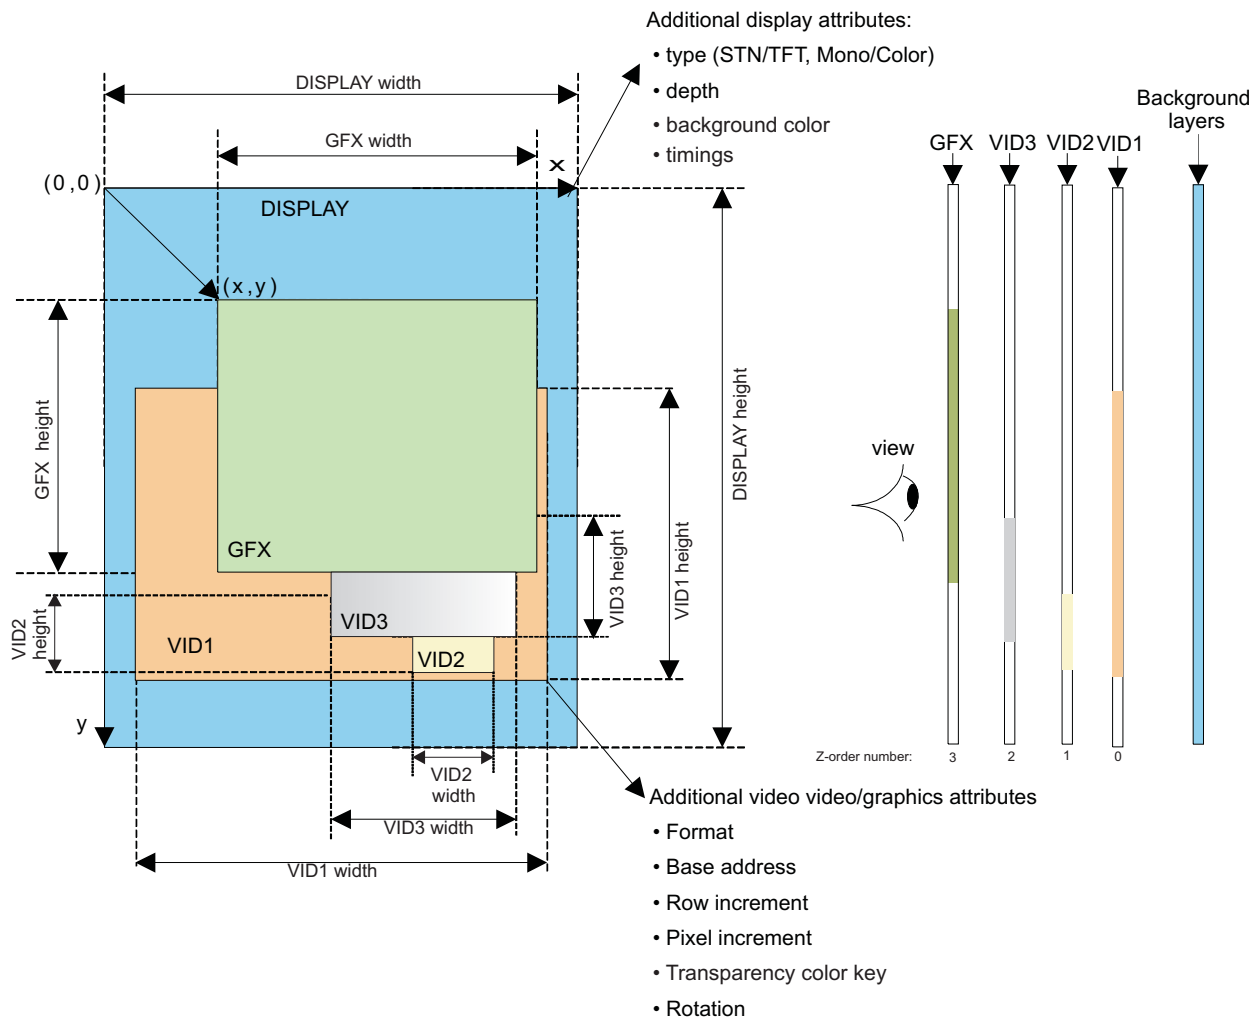 Additional display attributes:
• type (STN/TFT, Mono/Color)
• depth
• background color
• timings
DISPLAY width
GFX width
x
(0,0)
DISPLAY
(x,y)
GFX height
GFX
VID2
height
VID1
VID3
VID2
VID3 height
VID1 height
DISPLAY height
y
VID2
width
VID3 width
VID1 width
Background
layers
GFX
VID3
VID2
VID1
view
Z-order number:
3
2
1
0
Additional video video/graphics attributes
• Format
• Base address
• Row increment
• Pixel increment
• Transparency color key
• Rotation